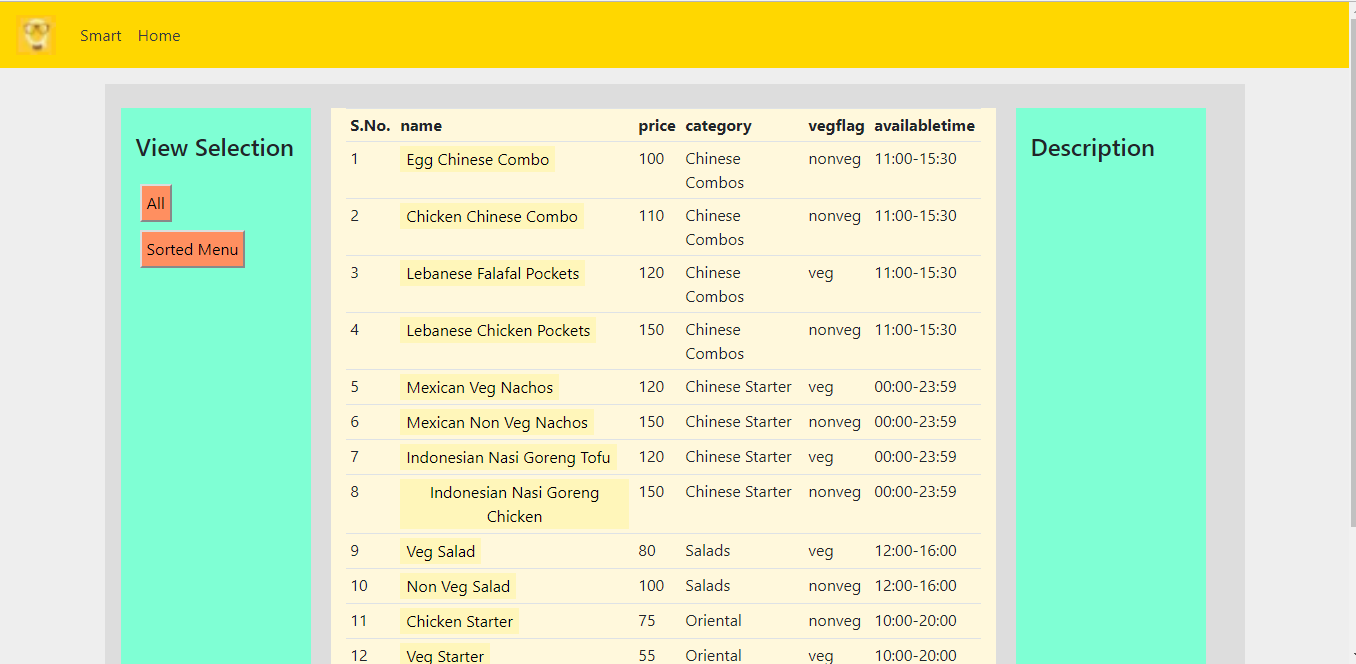 Smart Home
View Selection
All
Sorted Menu
S.No. name price category vegflag availabletime
1 Egg Chinese Combo 100 Chinese Combos nonveg 11:00-15:30
2 Chicken Chinese Combo 110 Chinese Combos nonveg 11:00-15:30
3 Lebanese Falafal Pockets 120 Chinese Combos veg 11:00-15:30
4 Lebanese Chicken Pockets 150 Chinese Combos nonveg 11:00-15:30
5 Mexican Veg Nachos 120 Chinese Starter veg 00:00-23:59
6 Mexican Non Veg Nachos 150 Chinese Starter nonveg 00:00-23:59
7 Indonesian Nasi Goreng Tofu 120 Chinese Starter veg 00:00-23:59
8 Indonesian Nasi Goreng Chicken 150 Chinese Starter nonveg 00:00-23:59
9 Veg Salad 80 Salads veg 12:00-16:00
10 Non Veg Salad 100 Salads nonveg 12:00-16:00
11 Chicken Starter 75 Oriental nonveg 10:00-20:00
12 Veg Starter 55 Oriental veg 10:00-20:00
Description